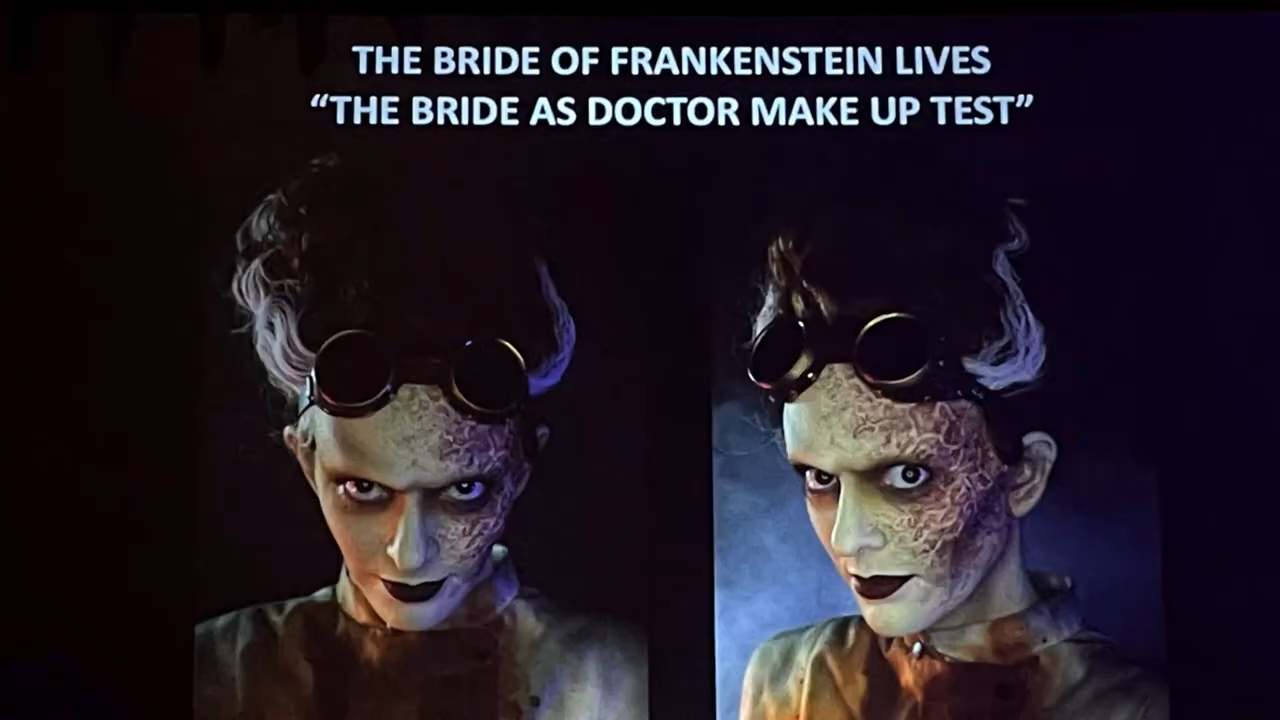 THE BRIDE OF FRANKENSTEIN LIVES
“THE BRIDE AS DOCTOR MAKE UP TEST”